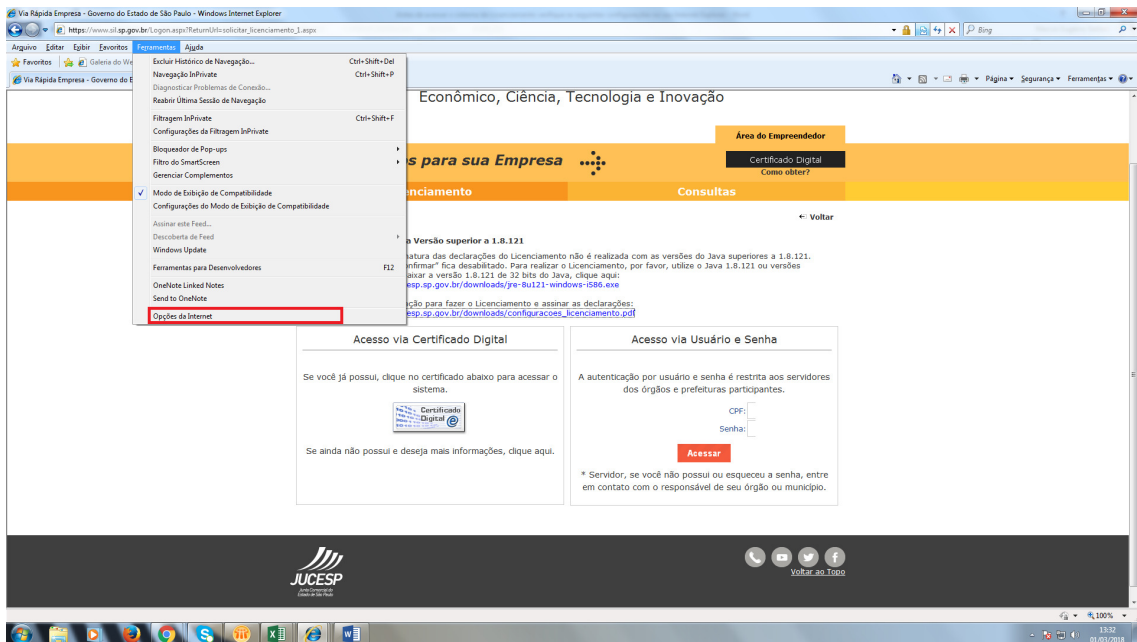 Via Rápida Empresa - Governo do Estado de São Paulo - Windows Internet Explorer
https://www.sil.sp.gov.br/Logon.aspx?ReturnUrl=solicitar_licenciamento_1.aspx
Bing
Arquivo Editar Exibir Favoritos Ferramentas Ajuda
Favoritos Galeria do We
Via Rápida Empresa - Governo do E
Página Segurança Ferramentas
Excluir Histórico de Navegação... Ctrl+Shift+Del
Navegação InPrivate Ctrl+Shift+P
Diagnosticar Problemas de Conexão...
Reabrir Última Sessão de Navegação
Filtragem InPrivate Ctrl+Shift+F
Configurações da Filtragem InPrivate
Bloqueador de Pop-ups
Filtro do SmartScreen
Gerenciar Complementos
Modo de Exibição de Compatibilidade
Configurações do Modo de Exibição de Compatibilidade
Assinar este Feed...
Descoberta de Feed
Windows Update
Ferramentas para Desenvolvedores F12
OneNote Linked Notes
Send to OneNote
Opções da Internet
Econômico, Ciência, Tecnologia e Inovação
Área do Empreendedor
s para sua Empresa
Certificado Digital
Como obter?
enciamento Consultas
Voltar
a Versão superior a 1.8.121
natura das declarações do Licenciamento não é realizada com as versões do Java superiores a 1.8.121.
onfirmar" fica desabilitado. Para realizar o Licenciamento, por favor, utilize o Java 1.8.121 ou versões
aixar a versão 1.8.121 de 32 bits do Java, clique aqui:
esp.sp.gov.br/downloads/jre-8u121-windows-i586.exe
ção para fazer o Licenciamento e assinar as declarações:
esp.sp.gov.br/downloads/configuracoes_licenciamento.pdf
Acesso via Certificado Digital
Se você já possui, clique no certificado abaixo para acessar o
sistema.
Certificado
Digital
Se ainda não possui e deseja mais informações, clique aqui.
Acesso via Usuário e Senha
A autenticação por usuário e senha é restrita aos servidores
dos órgãos e prefeituras participantes.
CPF:
Senha:
Acessar
* Servidor, se você não possui ou esqueceu a senha, entre
em contato com o responsável de seu órgão ou município.
JUCESP
Junta Comercial do
Estado de São Paulo
Voltar ao Topo
100%
13:32
01/03/2018